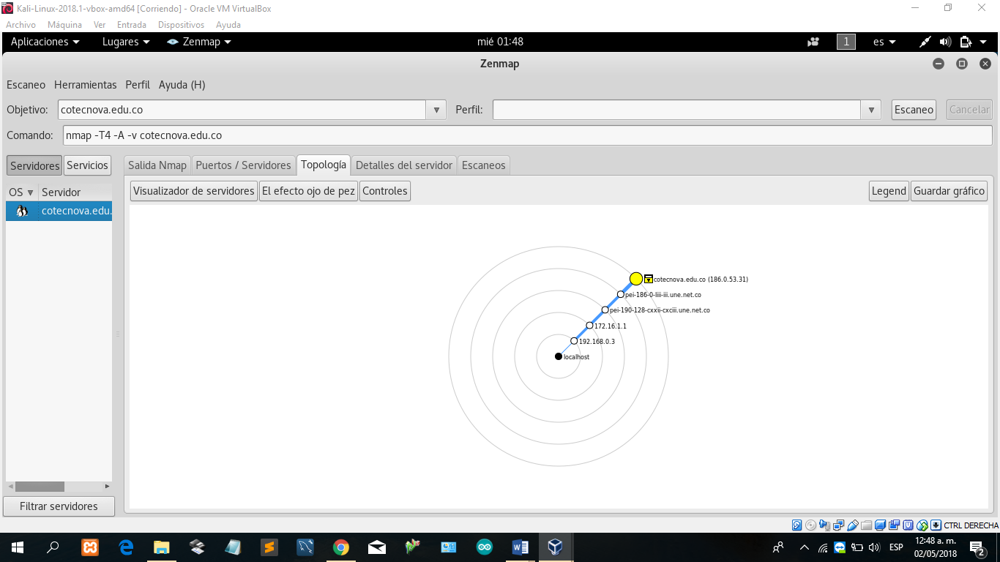 Kali-Linux-2018.1-vbox-amd64 [Corriendo] - Oracle VM VirtualBox
Archivo Máquina Ver Entrada Dispositivos Ayuda
Aplicaciones Lugares Zenmap mié 01:48 1 es
Zenmap
Escaneo Herramientas Perfil Ayuda (H)
Objetivo: cotecnova.edu.co Perfil: Escaneo Cancelar
Comando: nmap -T4 -A -v cotecnova.edu.co
Servidores Servicios Salida Nmap Puertos / Servidores Topología Detalles del servidor Escaneos
OS Servidor Visualizador de servidores El efecto ojo de pez Controles Legend Guardar gráfico
cotecnova.edu.
cotecnova.edu.co (186.0.53.31)
pei-186-0-liii-iii.une.net.co
pei-190-128-cxxii-cxciii.une.net.co
172.16.1.1
192.168.0.3
localhost
Filtrar servidores
CTRL DERECHA
ESP 12:48 a. m.
02/05/2018 2